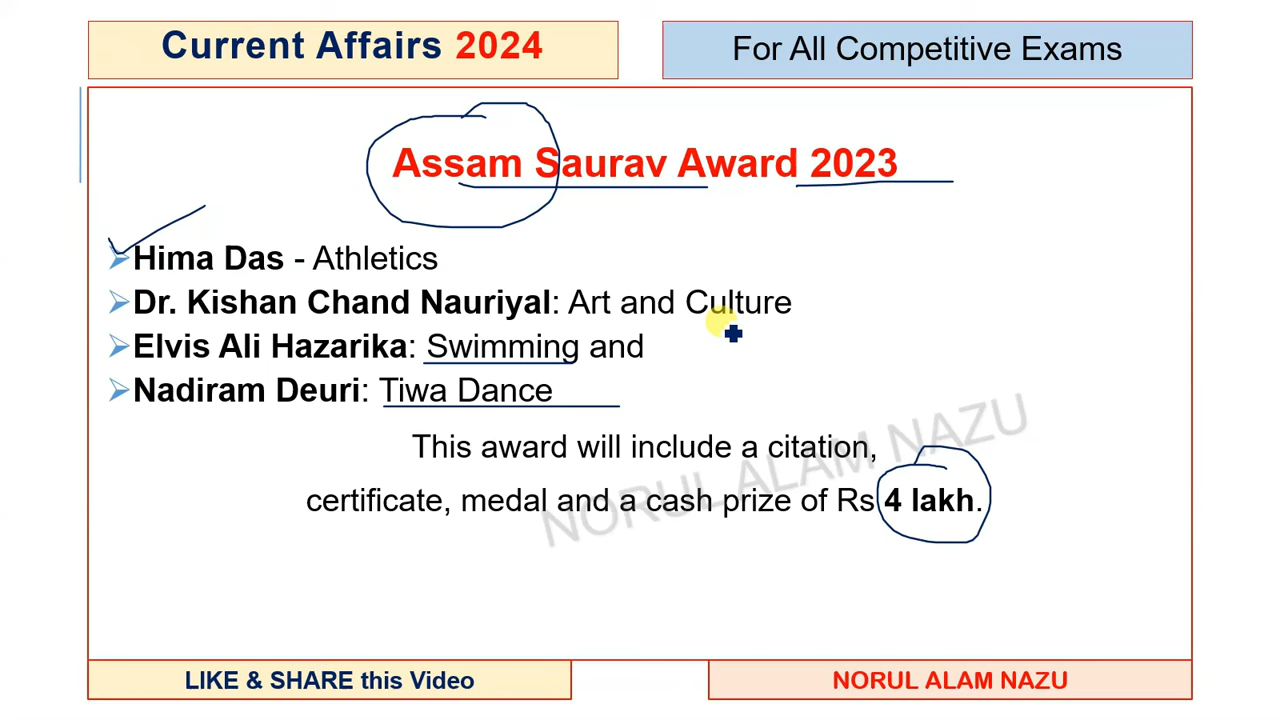 Current Affairs 2024
For All Competitive Exams
Assam Saurav Award 2023
Hima Das - Athletics
Dr. Kishan Chand Nauriyal: Art and Culture
Elvis Ali Hazarika: Swimming and
Nadiram Deuri: Tiwa Dance
This award will include a citation,
certificate, medal and a cash prize of Rs 4 lakh.
NORUL ALAM NAZU
LIKE & SHARE this Video
NORUL ALAM NAZU